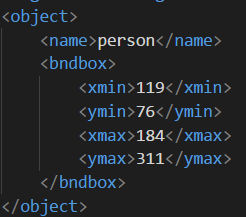 <object>
<name>person</name>
<bndbox>
<xmin>119</xmin>
<ymin>76</ymin>
<xmax>184</xmax>
<ymax>311</ymax>
</bndbox>
</object>